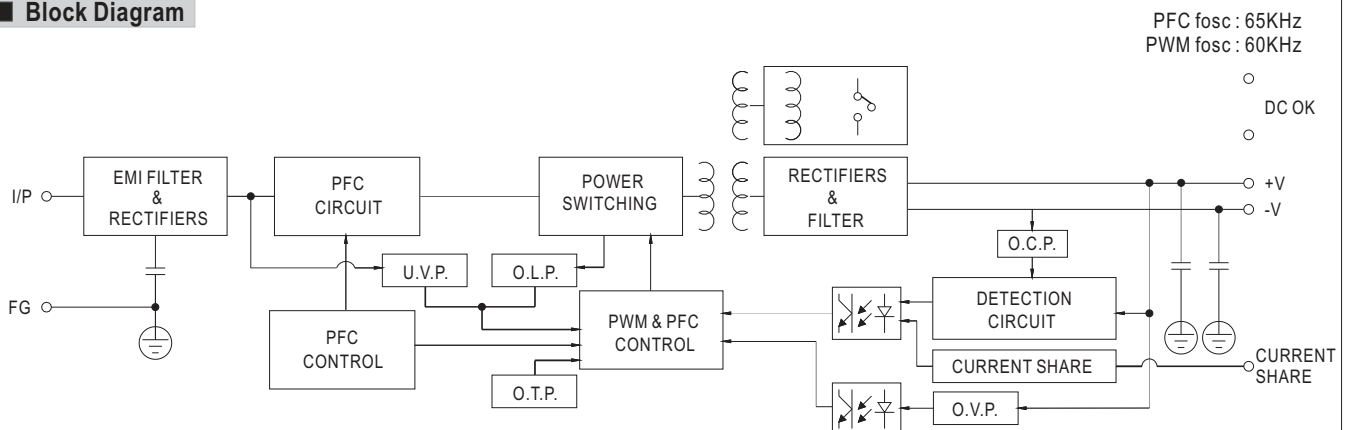 Block Diagram
PFC fosc : 65KHz
PWM fosc : 60KHz
DC OK
I/P
EMI FILTER
&
RECTIFIERS
PFC
CIRCUIT
POWER
SWITCHING
RECTIFIERS
&
FILTER
+V
-V
O.C.P.
U.V.P.
O.L.P.
FG
PFC
CONTROL
PWM & PFC
CONTROL
DETECTION
CIRCUIT
CURRENT SHARE
CURRENT
SHARE
O.T.P.
O.V.P.